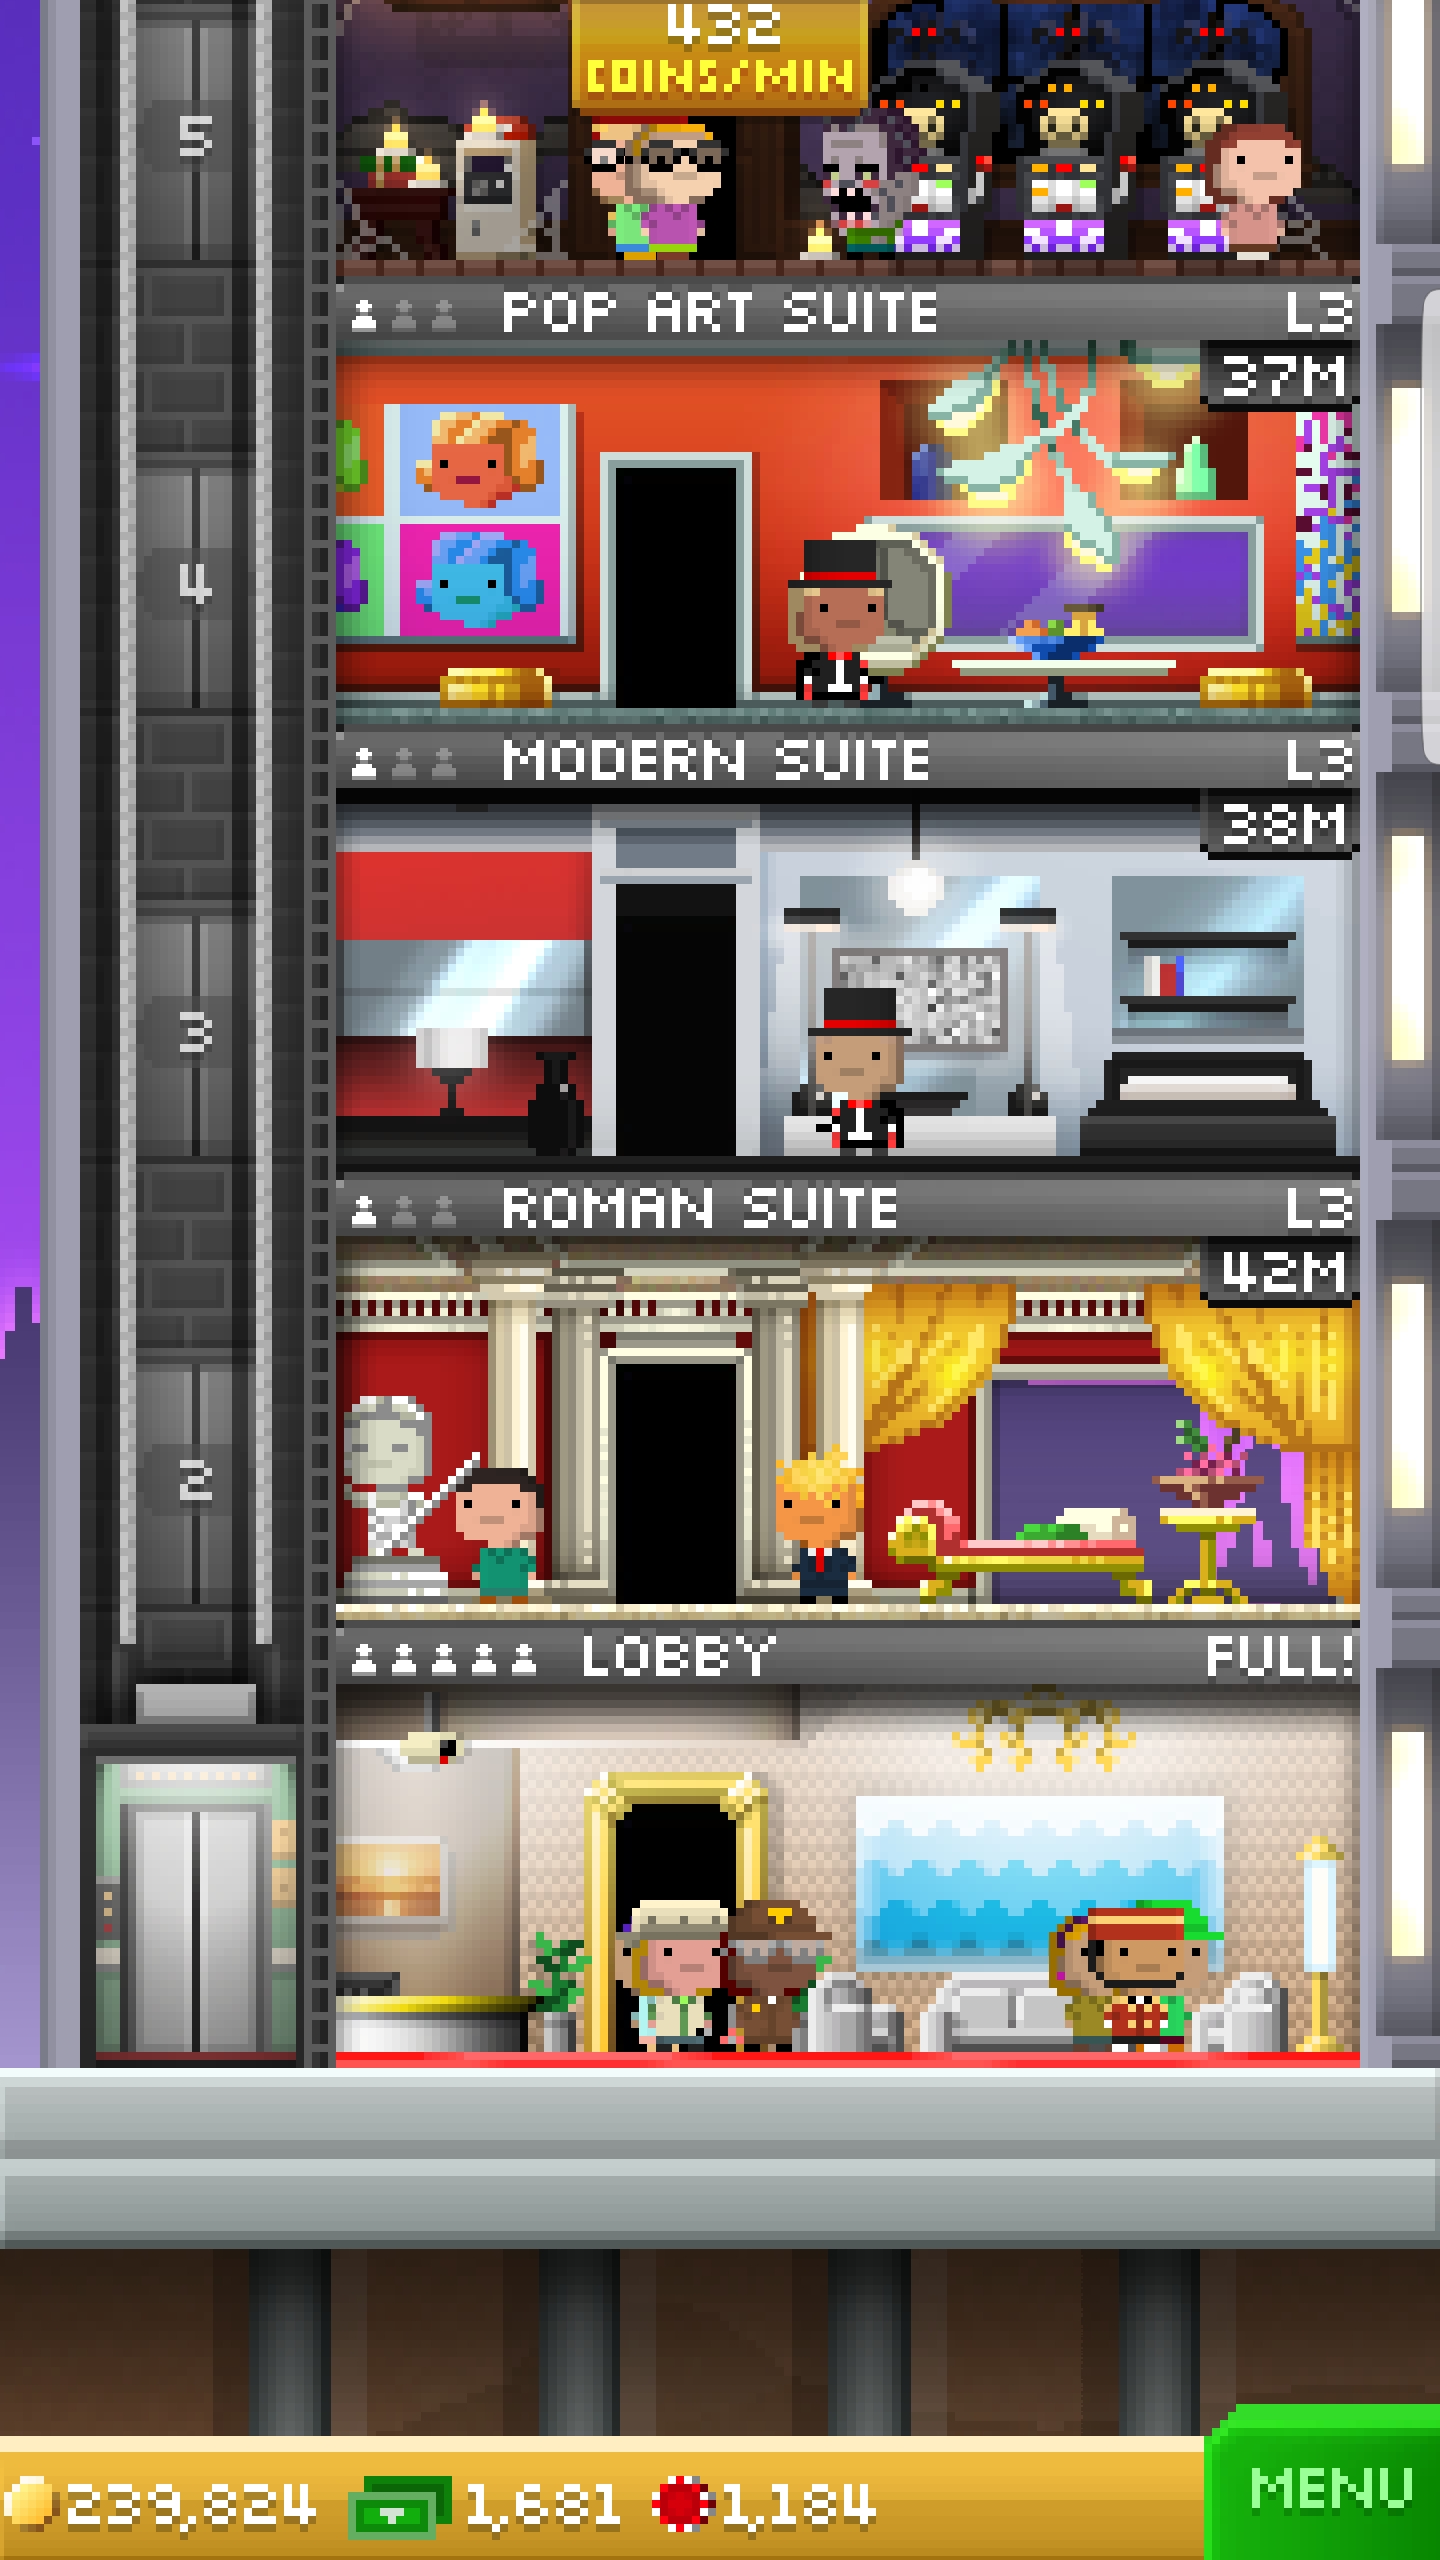 432
COINS/MIN
5
POP ART SUITE L3
37M
4
MODERN SUITE L3
38M
3
ROMAN SUITE L3
42M
2
LOBBY FULL!
239,824 1,681 1,184 MENU